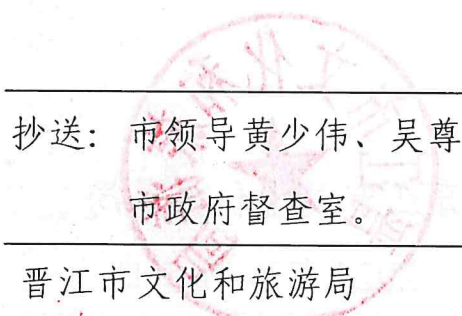 抄送：市领导黄少伟、吴尊
市政府督查室。
晋江市文化和旅游局